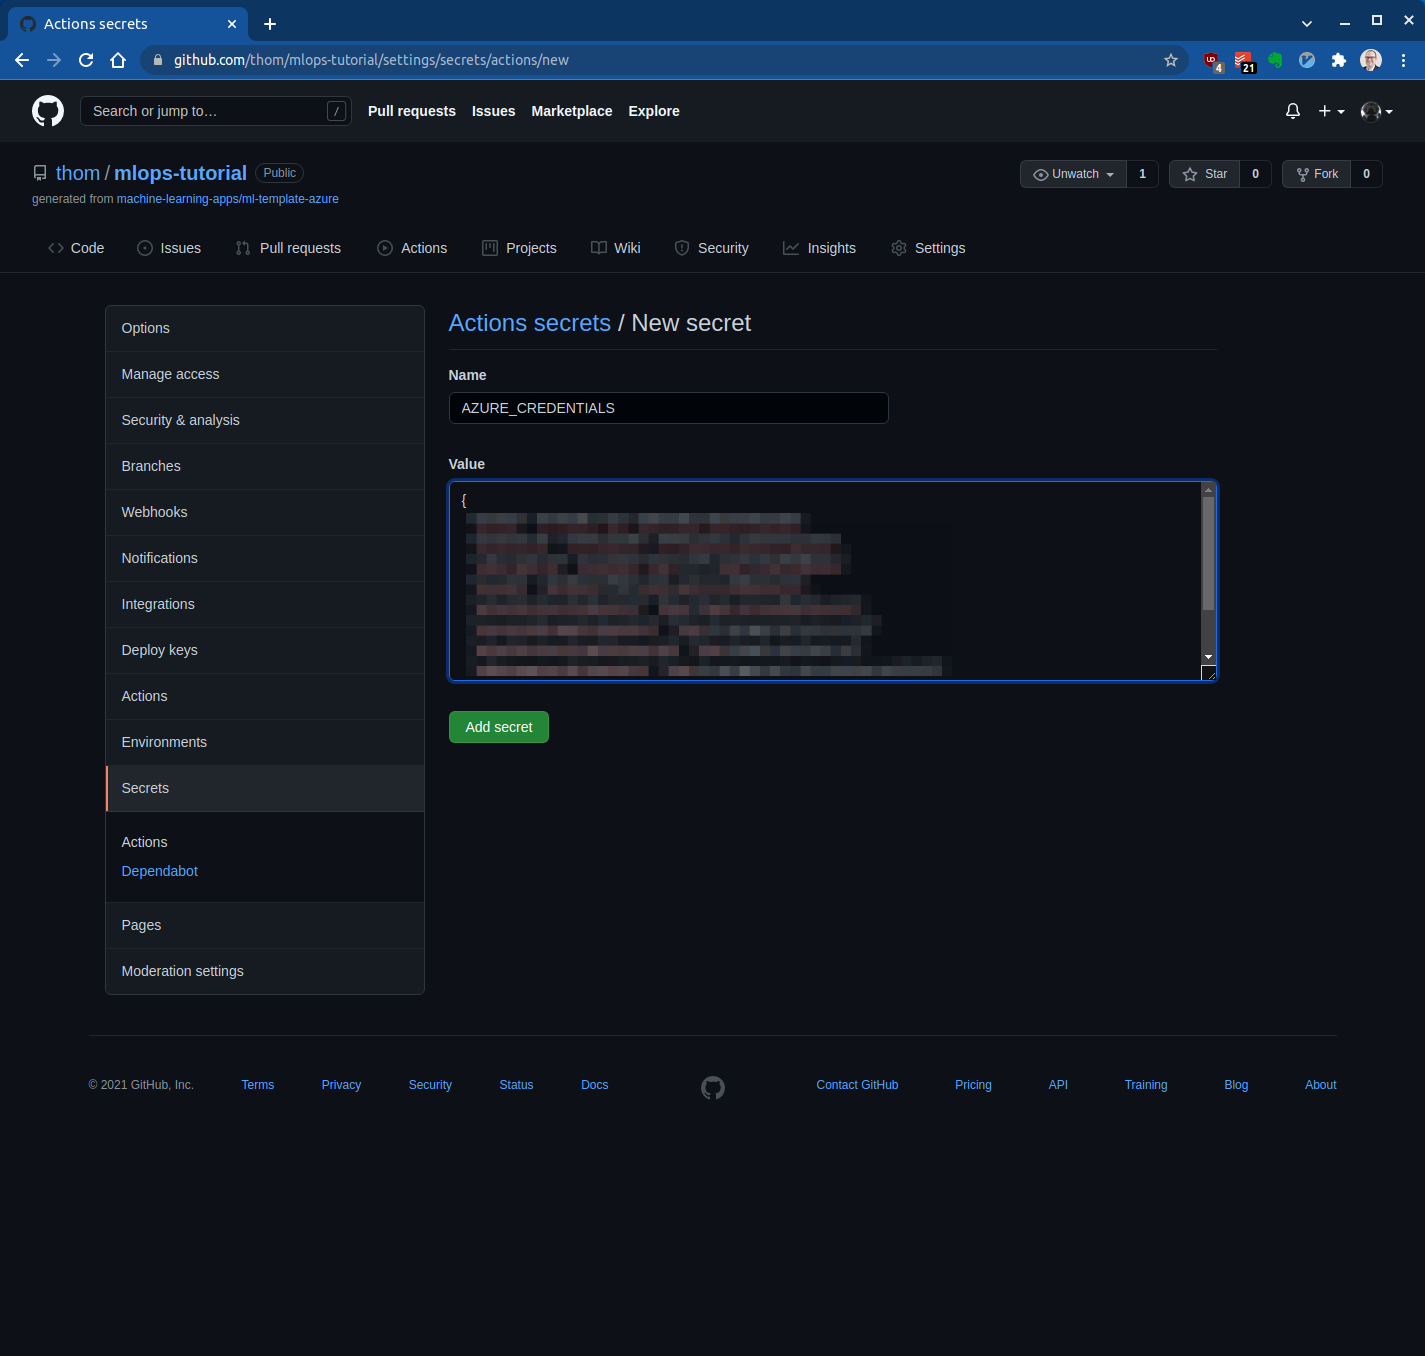 Actions secrets
github.com/thom/mlops-tutorial/settings/secrets/actions/new
UD
4
21
Search or jump to…
/
Pull requests Issues Marketplace Explore
thom / mlops-tutorial Public
Unwatch 1 Star 0 Fork 0
generated from machine-learning-apps/ml-template-azure
Code Issues Pull requests Actions Projects Wiki Security Insights Settings
Options
Manage access
Security & analysis
Branches
Webhooks
Notifications
Integrations
Deploy keys
Actions
Environments
Secrets
Actions
Dependabot
Pages
Moderation settings
Actions secrets / New secret
Name
AZURE_CREDENTIALS
Value
{
Add secret
© 2021 GitHub, Inc. Terms Privacy Security Status Docs Contact GitHub Pricing API Training Blog About